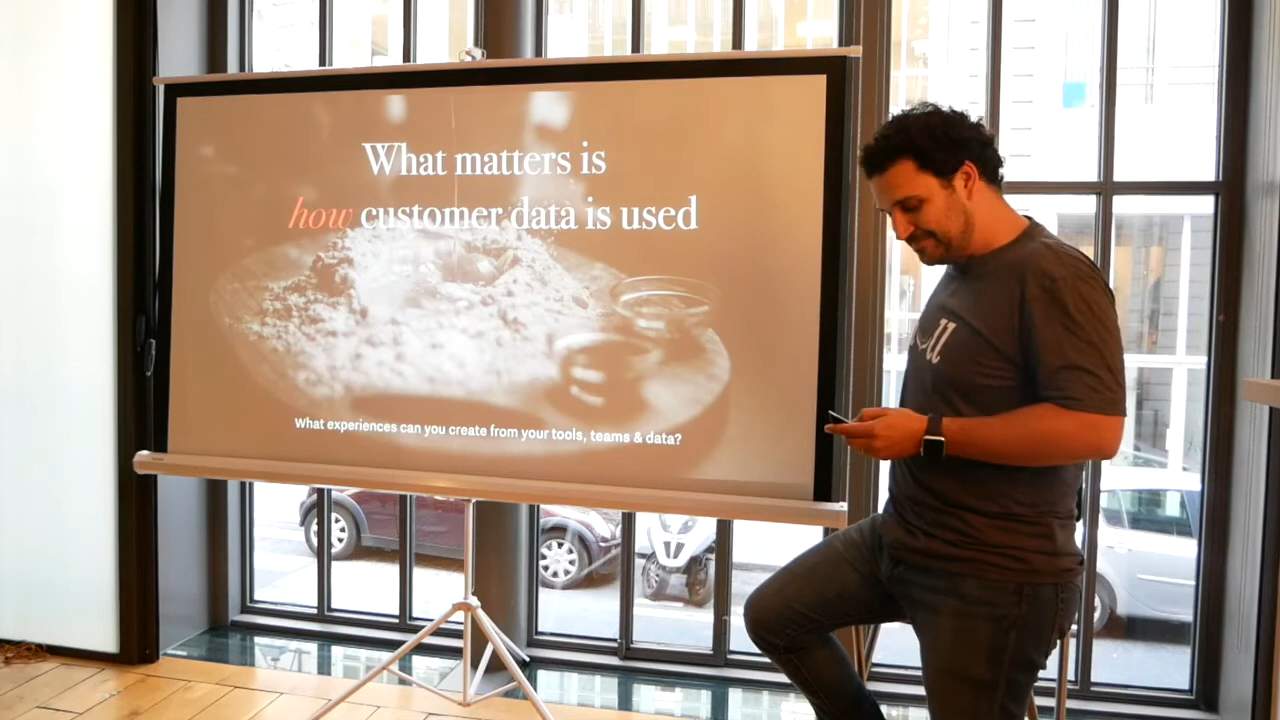 What matters is
how customer data is used
What experiences can you create from your tools, teams & data?